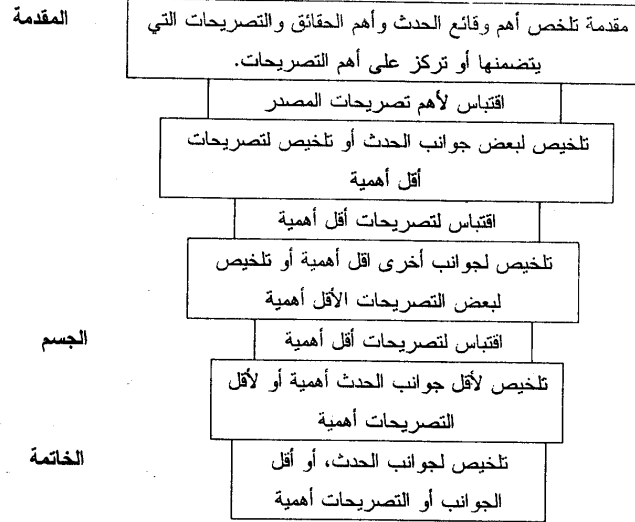 المقدمة
مقدمة تلخص أهم وقائع الحدث وأهم الحقائق والتصريحات التي
يتضمنها أو تركز على أهم التصريحات.
اقتباس لأهم تصريحات المصدر
تلخيص لبعض جوانب الحدث أو تلخيص لتصريحات
أقل أهمية
اقتباس لتصريحات أقل أهمية
تلخيص لجوانب أخرى اقل أهمية أو تلخيص
لبعض التصريحات الأقل أهمية
الجسم
اقتباس لتصريحات أقل أهمية
تلخيص لأقل جوانب الحدث أهمية أو لأقل
التصريحات أهمية
الخاتمة
تلخيص لجوانب الحدث، أو أقل
الجوانب أو التصريحات أهمية